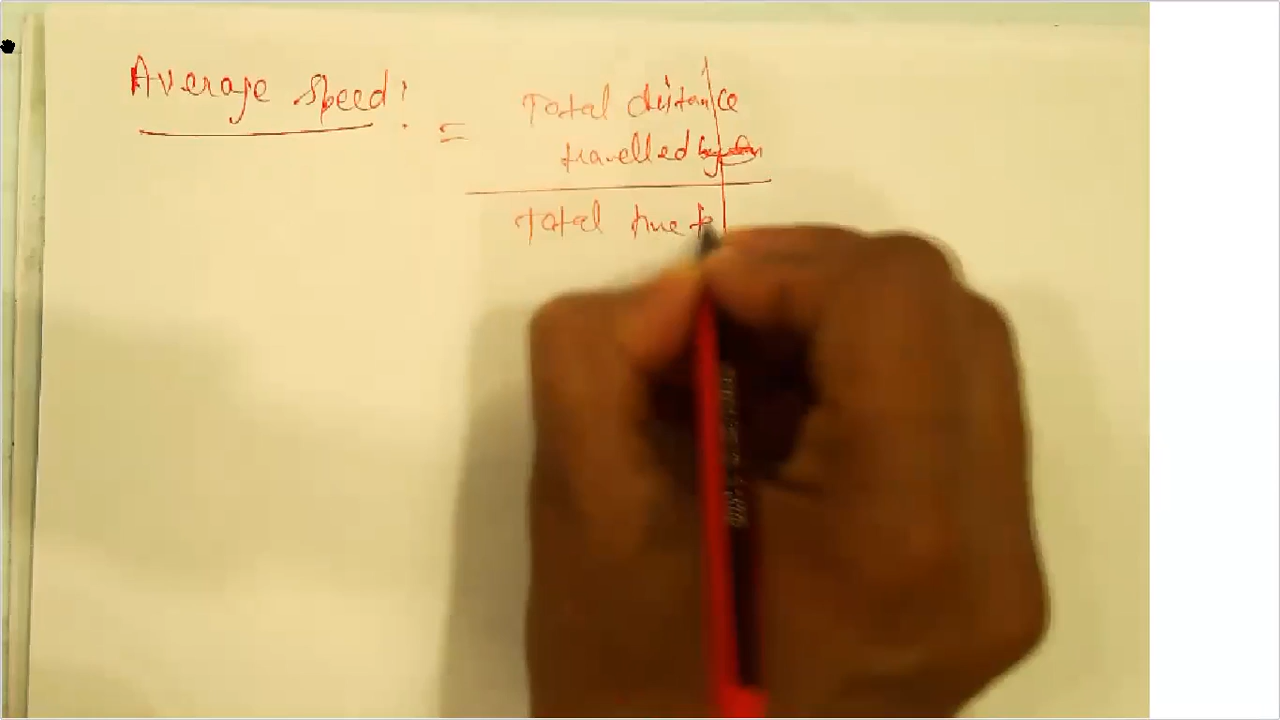 Average speed:
= Total distance
travelled
Total time t